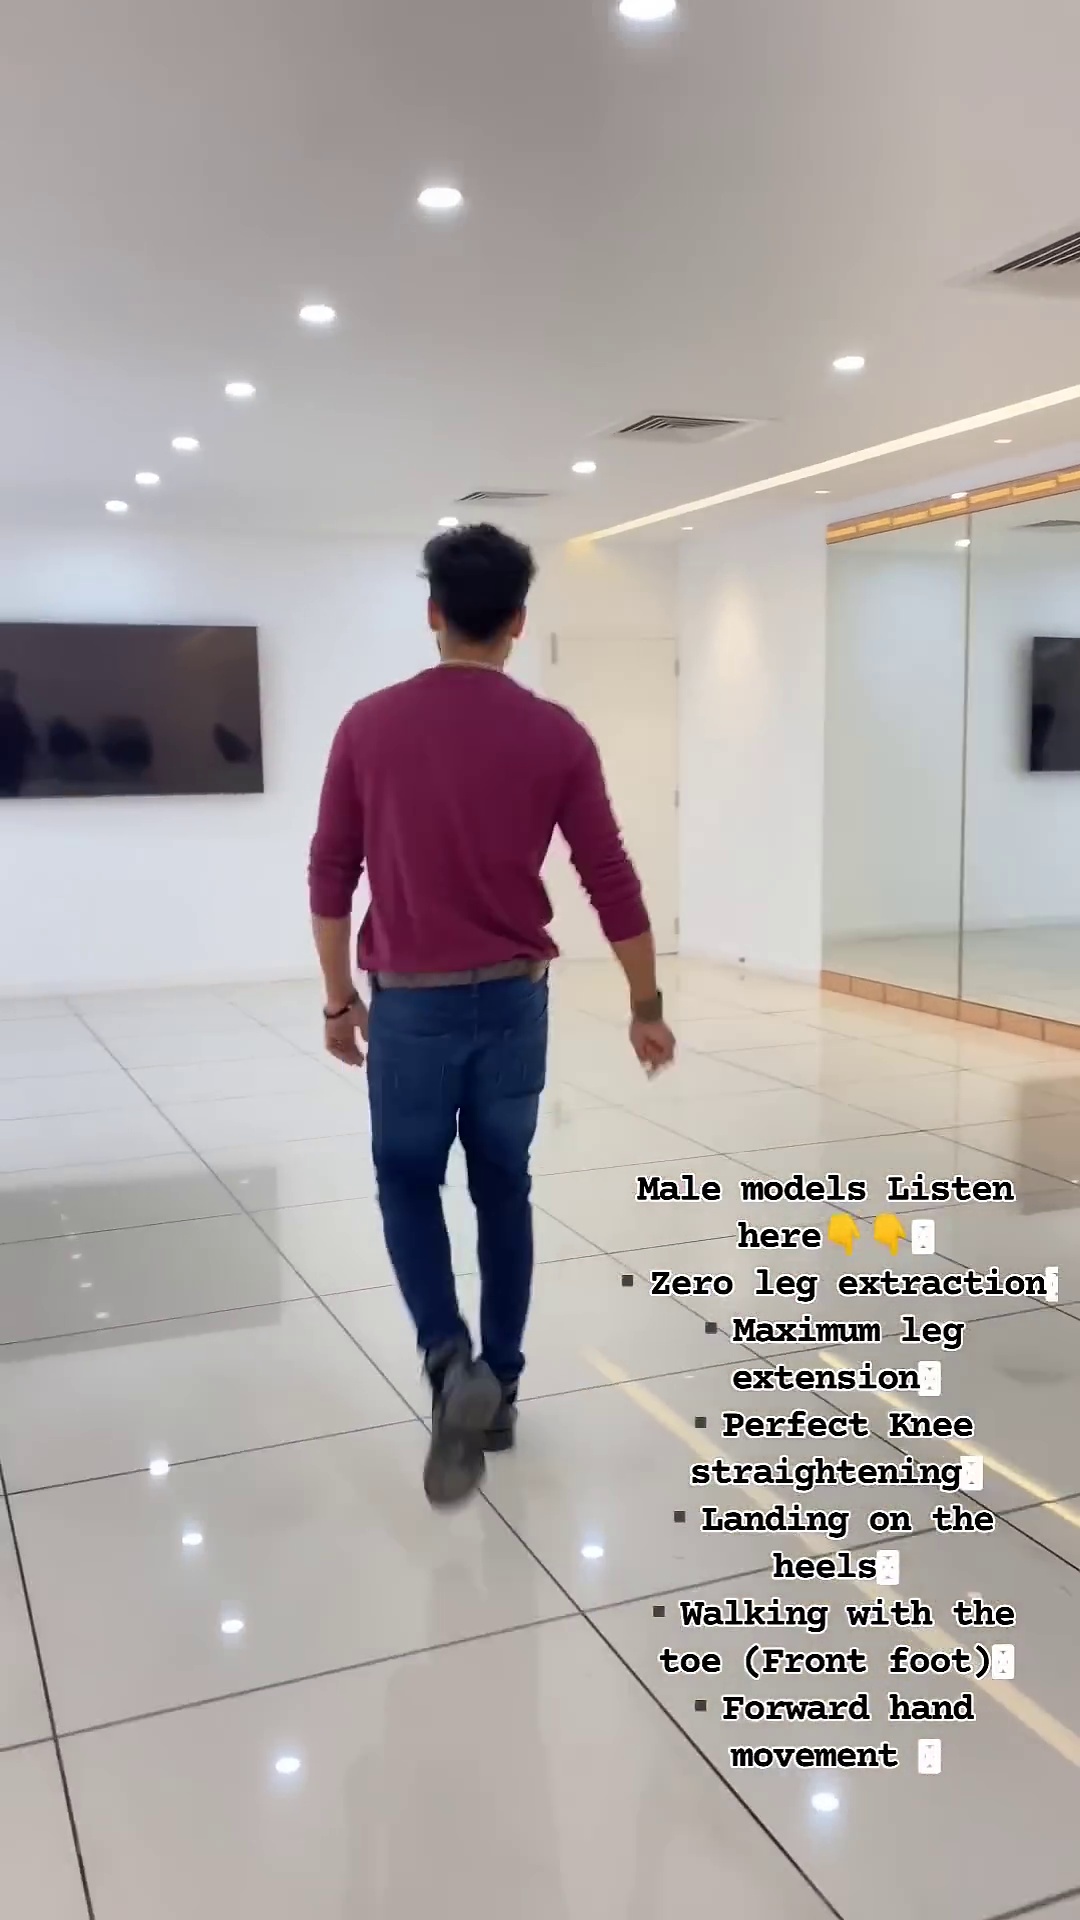 Male models Listen
here👇👇
▪ Zero leg extraction
▪ Maximum leg
extension
▪ Perfect Knee
straightening
▪ Landing on the
heels
▪ Walking with the
toe (Front foot)
▪ Forward hand
movement